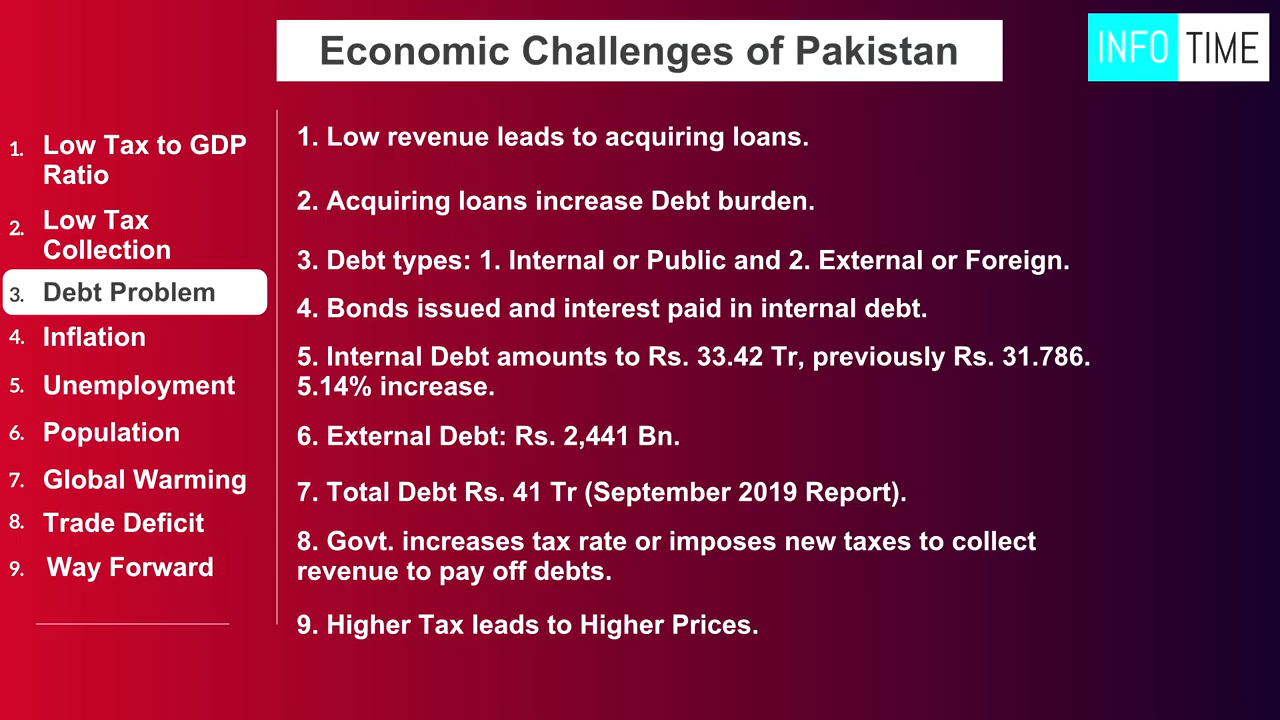 Economic Challenges of Pakistan
INFO TIME
1. Low Tax to GDP
Ratio
2. Low Tax
Collection
3. Debt Problem
4. Inflation
5. Unemployment
6. Population
7. Global Warming
8. Trade Deficit
9. Way Forward
1. Low revenue leads to acquiring loans.
2. Acquiring loans increase Debt burden.
3. Debt types: 1. Internal or Public and 2. External or Foreign.
4. Bonds issued and interest paid in internal debt.
5. Internal Debt amounts to Rs. 33.42 Tr, previously Rs. 31.786.
5.14% increase.
6. External Debt: Rs. 2,441 Bn.
7. Total Debt Rs. 41 Tr (September 2019 Report).
8. Govt. increases tax rate or imposes new taxes to collect
revenue to pay off debts.
9. Higher Tax leads to Higher Prices.